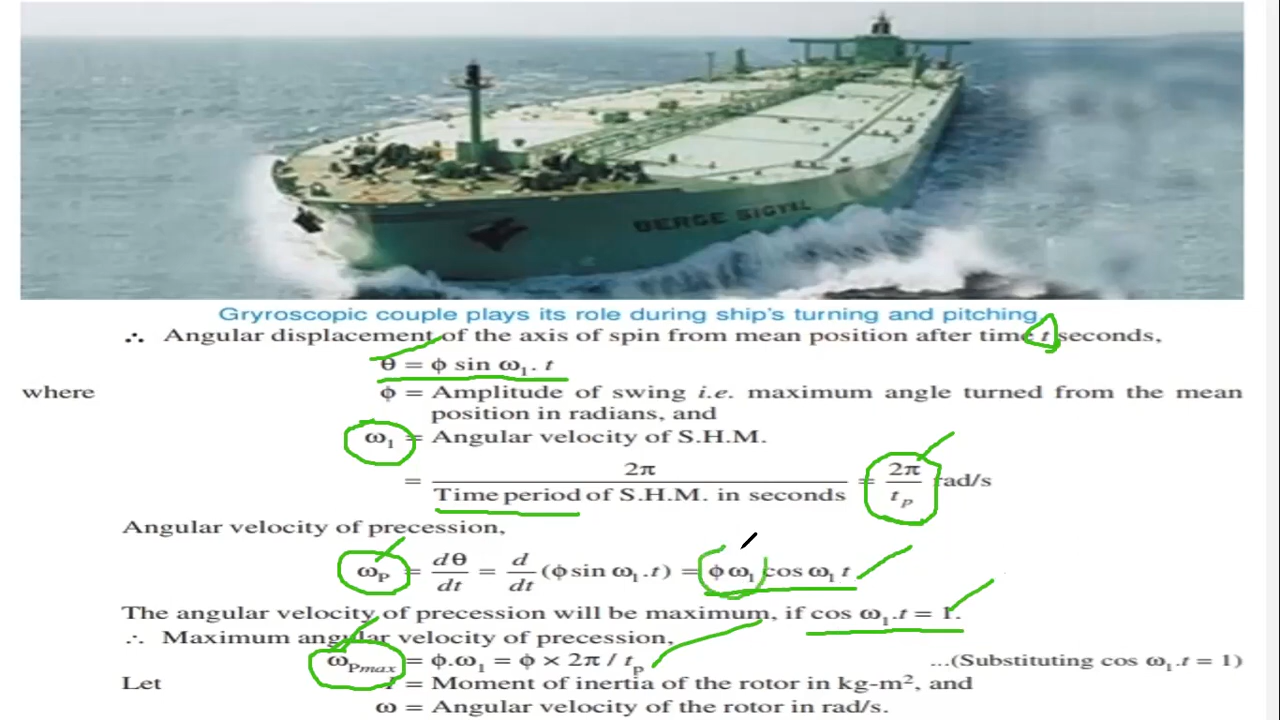 BERGE SIGVAL
Gryroscopic couple plays its role during ship's turning and pitching
∴ Angular displacement of the axis of spin from mean position after time t seconds,
θ = ϕ sin ω₁. t
where ϕ = Amplitude of swing i.e. maximum angle turned from the mean
position in radians, and
ω₁ = Angular velocity of S.H.M.
= 2π / Time period of S.H.M. in seconds = 2π / tₚ rad/s
Angular velocity of precession,
ω_P = dθ/dt = d/dt (ϕ sin ω₁.t) = ϕ ω₁ cos ω₁ t
The angular velocity of precession will be maximum, if cos ω₁.t = 1.
∴ Maximum angular velocity of precession,
ω_Pmax = ϕ.ω₁ = ϕ × 2π / tₚ ...(Substituting cos ω₁.t = 1)
Let I = Moment of inertia of the rotor in kg-m², and
ω = Angular velocity of the rotor in rad/s.